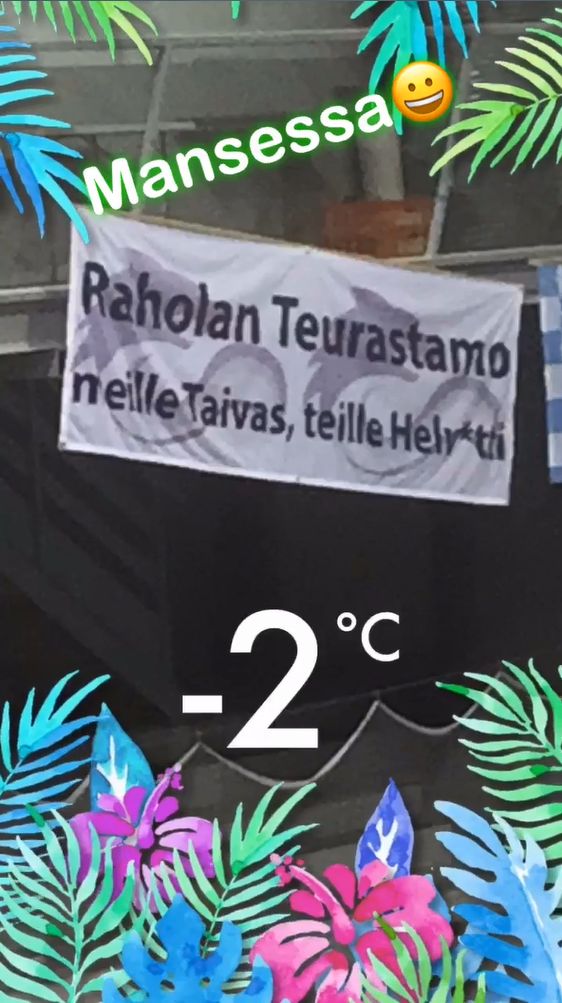 Mansessa😀
Raholan Teurastamo
meille Taivas, teille Helv*tti
-2 °C